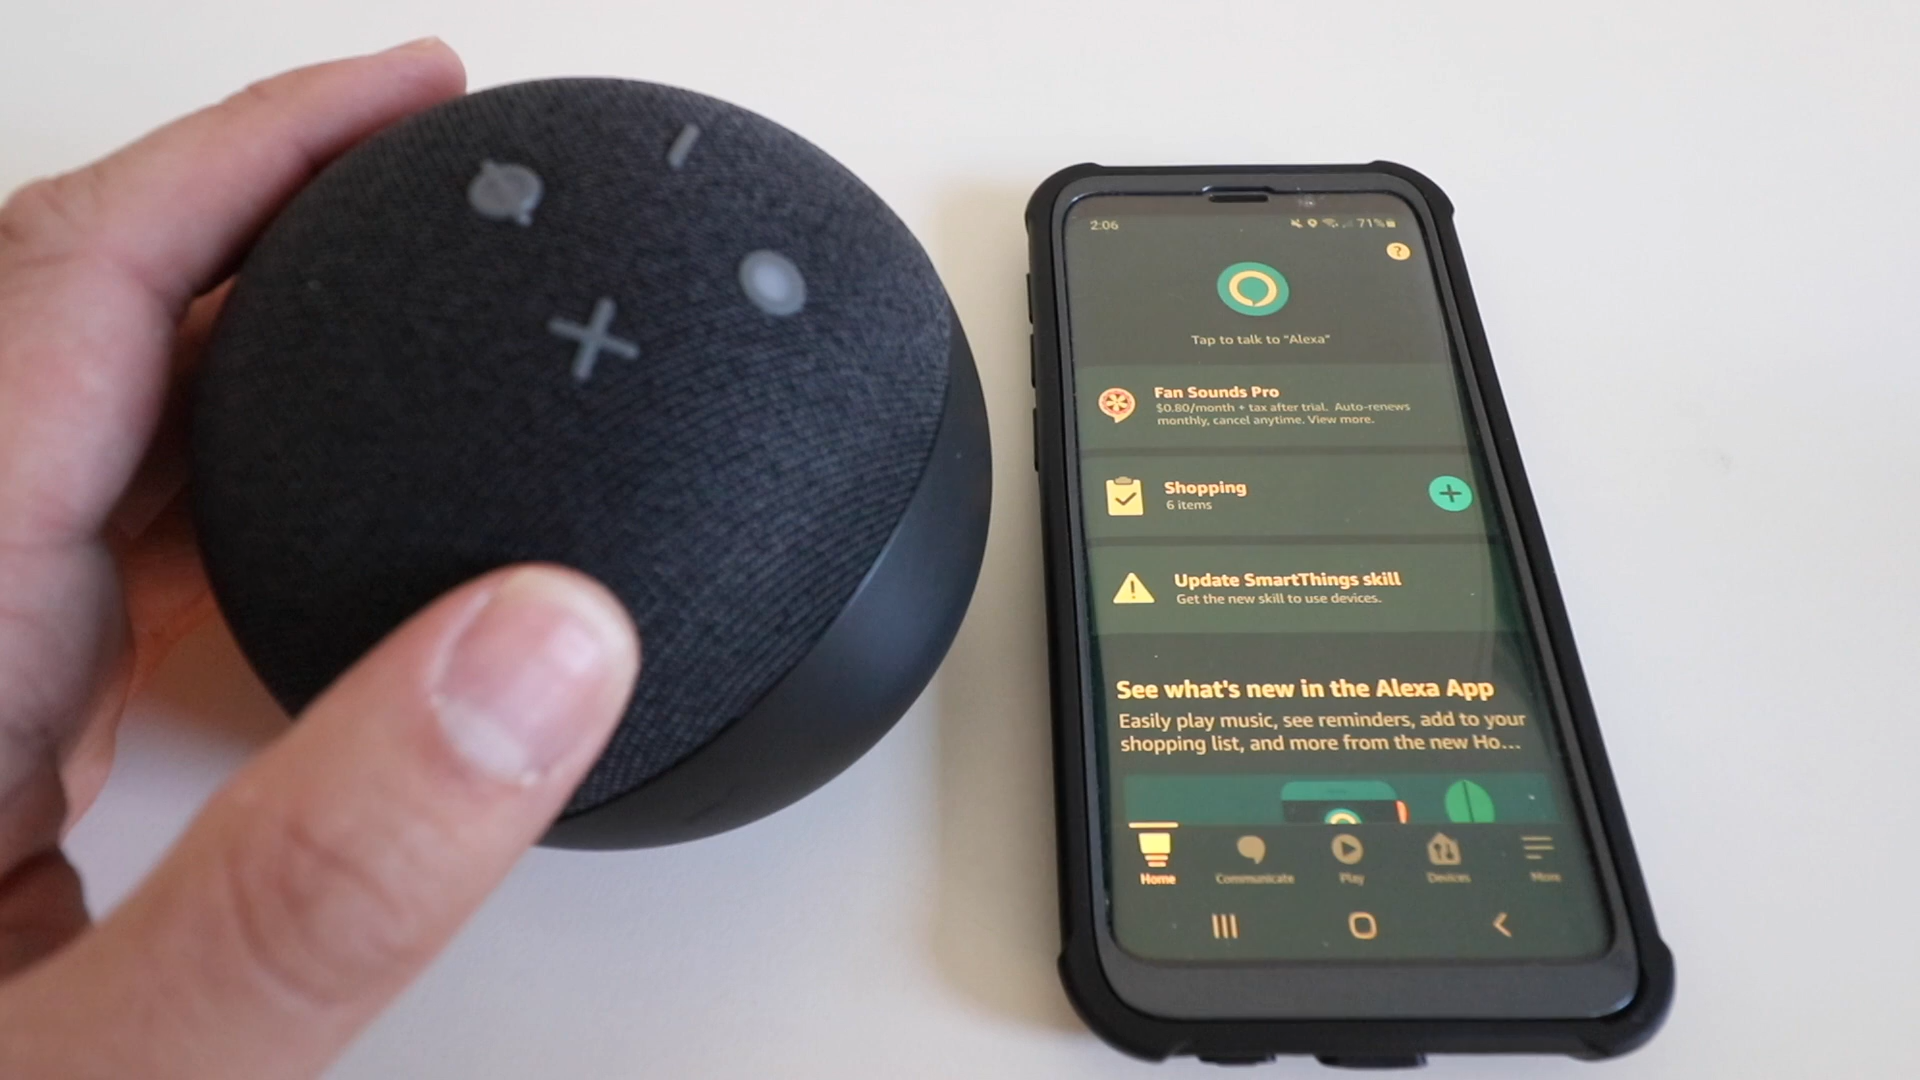 2:06
71%
?
Tap to talk to "Alexa"
Fan Sounds Pro
$0.80/month + tax after trial. Auto-renews
monthly, cancel anytime. View more.
Shopping
6 items
Update SmartThings skill
Get the new skill to use devices.
See what's new in the Alexa App
Easily play music, see reminders, add to your
shopping list, and more from the new Ho...
Home
Communicate
Play
Devices
More